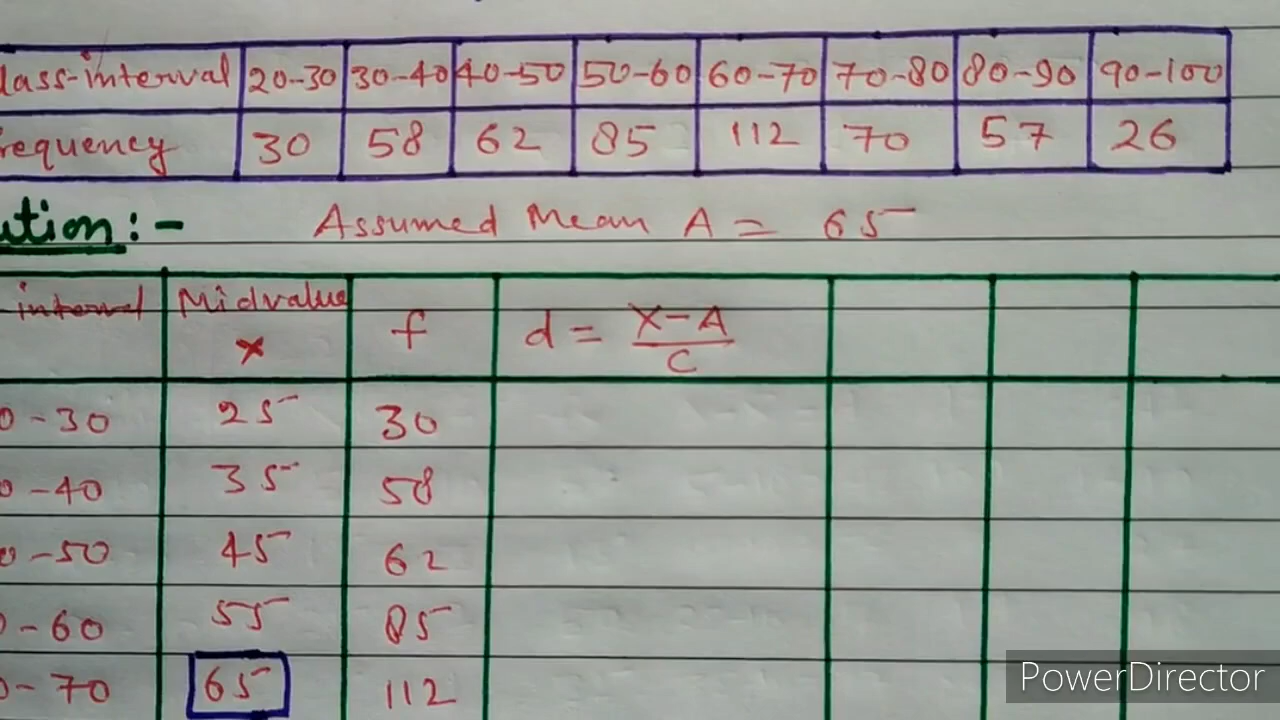 lass-interval 20-30 30-40 40-50 50-60 60-70 70-80 80-90 90-100
requency 30 58 62 85 112 70 57 26
ution:- Assumed Mean A = 65
interval Midvalue x f d = X-A/C
0-30 25 30
0-40 35 58
0-50 45 62
0-60 55 85
0-70 65 112
PowerDirector